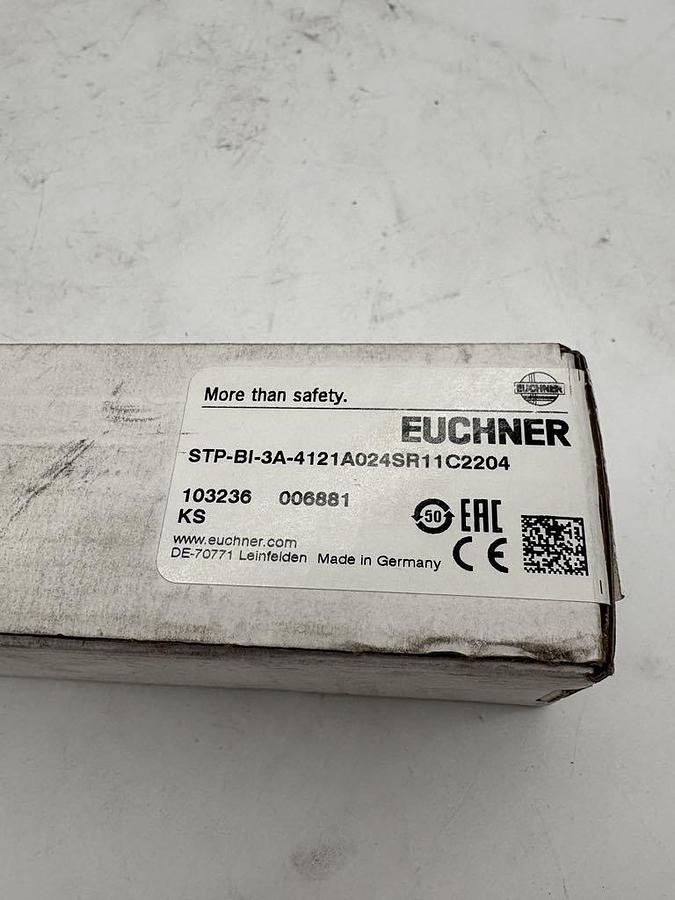 More than safety.
EUCHNER
EUCHNER
STP-BI-3A-4121A024SR11C2204
103236 006881
KS
50 EAC
www.euchner.com
DE-70771 Leinfelden Made in Germany
CE